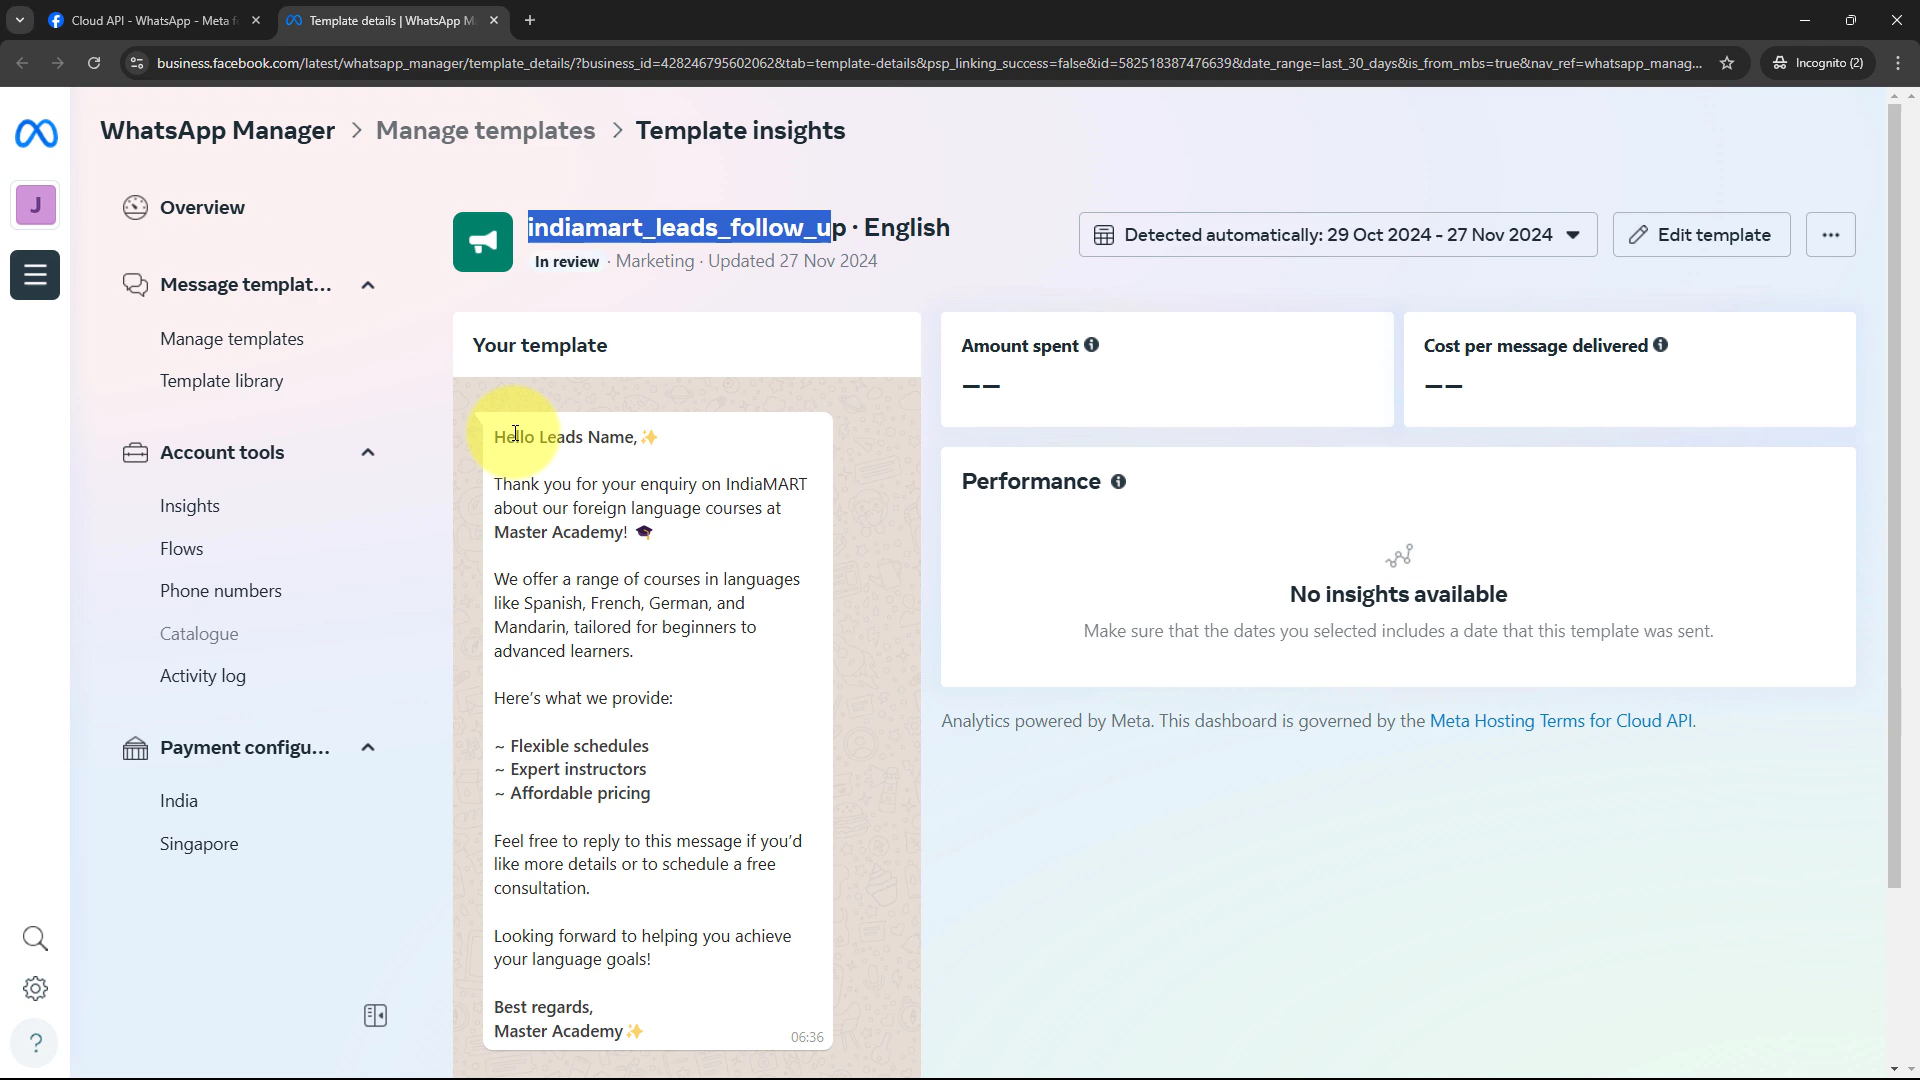 Cloud API - WhatsApp - Meta f
Template details | WhatsApp M
business.facebook.com/latest/whatsapp_manager/template_details/?business_id=428246795602062&tab=template-details&psp_linking_success=false&id=582518387476639&date_range=last_30_days&is_from_mbs=true&nav_ref=whatsapp_manag...
Incognito (2)
WhatsApp Manager > Manage templates > Template insights
J
Overview
Message templat...
Manage templates
Template library
Account tools
Insights
Flows
Phone numbers
Catalogue
Activity log
Payment configu...
India
Singapore
?
indiamart_leads_follow_up · English
In review · Marketing · Updated 27 Nov 2024
Detected automatically: 29 Oct 2024 - 27 Nov 2024
Edit template
Your template
Hello Leads Name,✨
Thank you for your enquiry on IndiaMART
about our foreign language courses at
Master Academy! 🎓
We offer a range of courses in languages
like Spanish, French, German, and
Mandarin, tailored for beginners to
advanced learners.
Here's what we provide:
~ Flexible schedules
~ Expert instructors
~ Affordable pricing
Feel free to reply to this message if you'd
like more details or to schedule a free
consultation.
Looking forward to helping you achieve
your language goals!
Best regards,
Master Academy✨
06:36
Amount spent
——
Cost per message delivered
——
Performance
No insights available
Make sure that the dates you selected includes a date that this template was sent.
Analytics powered by Meta. This dashboard is governed by the Meta Hosting Terms for Cloud API.